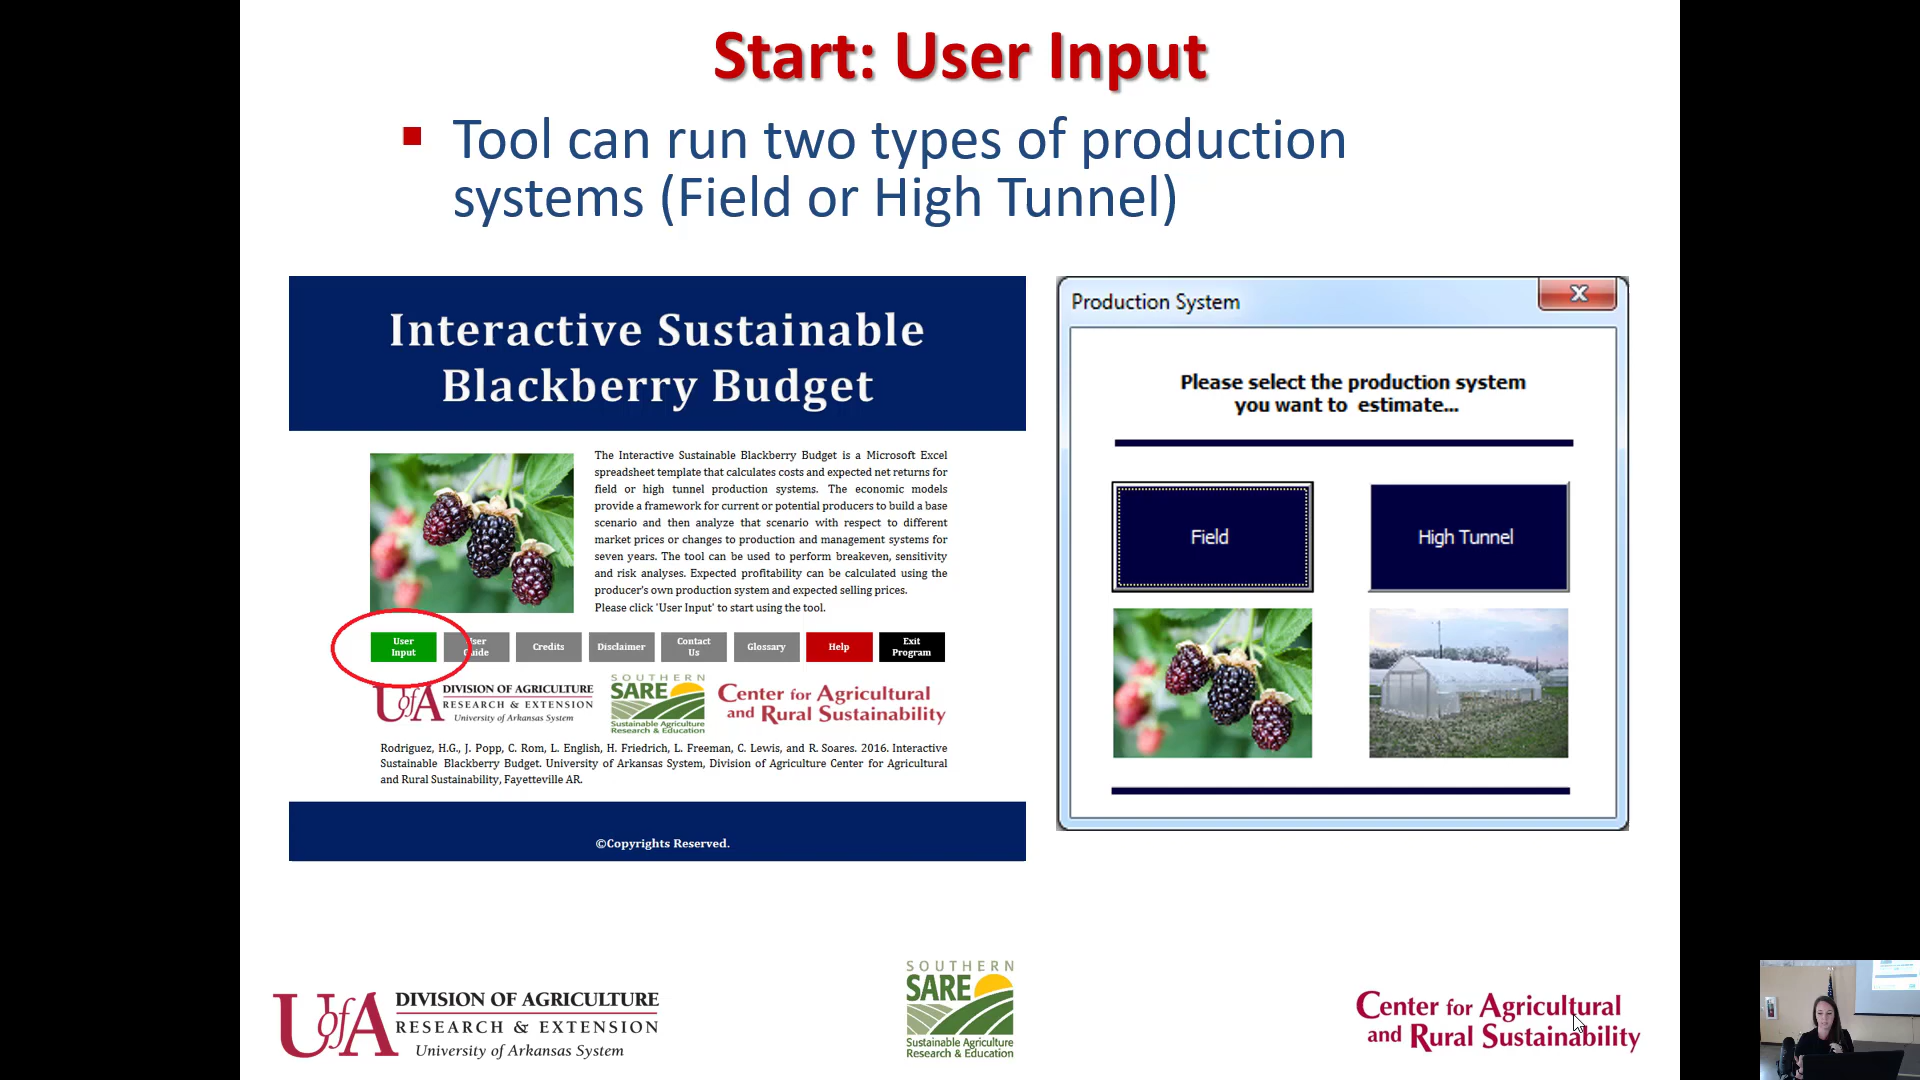 Start: User Input
▪ Tool can run two types of production
systems (Field or High Tunnel)
Interactive Sustainable
Blackberry Budget
The Interactive Sustainable Blackberry Budget is a Microsoft Excel
spreadsheet template that calculates costs and expected net returns for
field or high tunnel production systems. The economic models
provide a framework for current or potential producers to build a base
scenario and then analyze that scenario with respect to different
market prices or changes to production and management systems for
seven years. The tool can be used to perform breakeven, sensitivity
and risk analyses. Expected profitability can be calculated using the
producer's own production system and expected selling prices.
Please click 'User Input' to start using the tool.
User
Input
User
Guide
Credits
Disclaimer
Contact
Us
Glossary
Help
Exit
Program
UofA
DIVISION OF AGRICULTURE
RESEARCH & EXTENSION
University of Arkansas System
SOUTHERN
SARE
Sustainable Agriculture
Research & Education
Center for Agricultural
and Rural Sustainability
Rodriguez, H.G., J. Popp, C. Rom, L. English, H. Friedrich, L. Freeman, C. Lewis, and R. Soares. 2016. Interactive
Sustainable Blackberry Budget. University of Arkansas System, Division of Agriculture Center for Agricultural
and Rural Sustainability, Fayetteville AR.
©Copyrights Reserved.
Production System
X
Please select the production system
you want to estimate...
Field
High Tunnel
UofA
DIVISION OF AGRICULTURE
RESEARCH & EXTENSION
University of Arkansas System
SOUTHERN
SARE
Sustainable Agriculture
Research & Education
Center for Agricultural
and Rural Sustainability